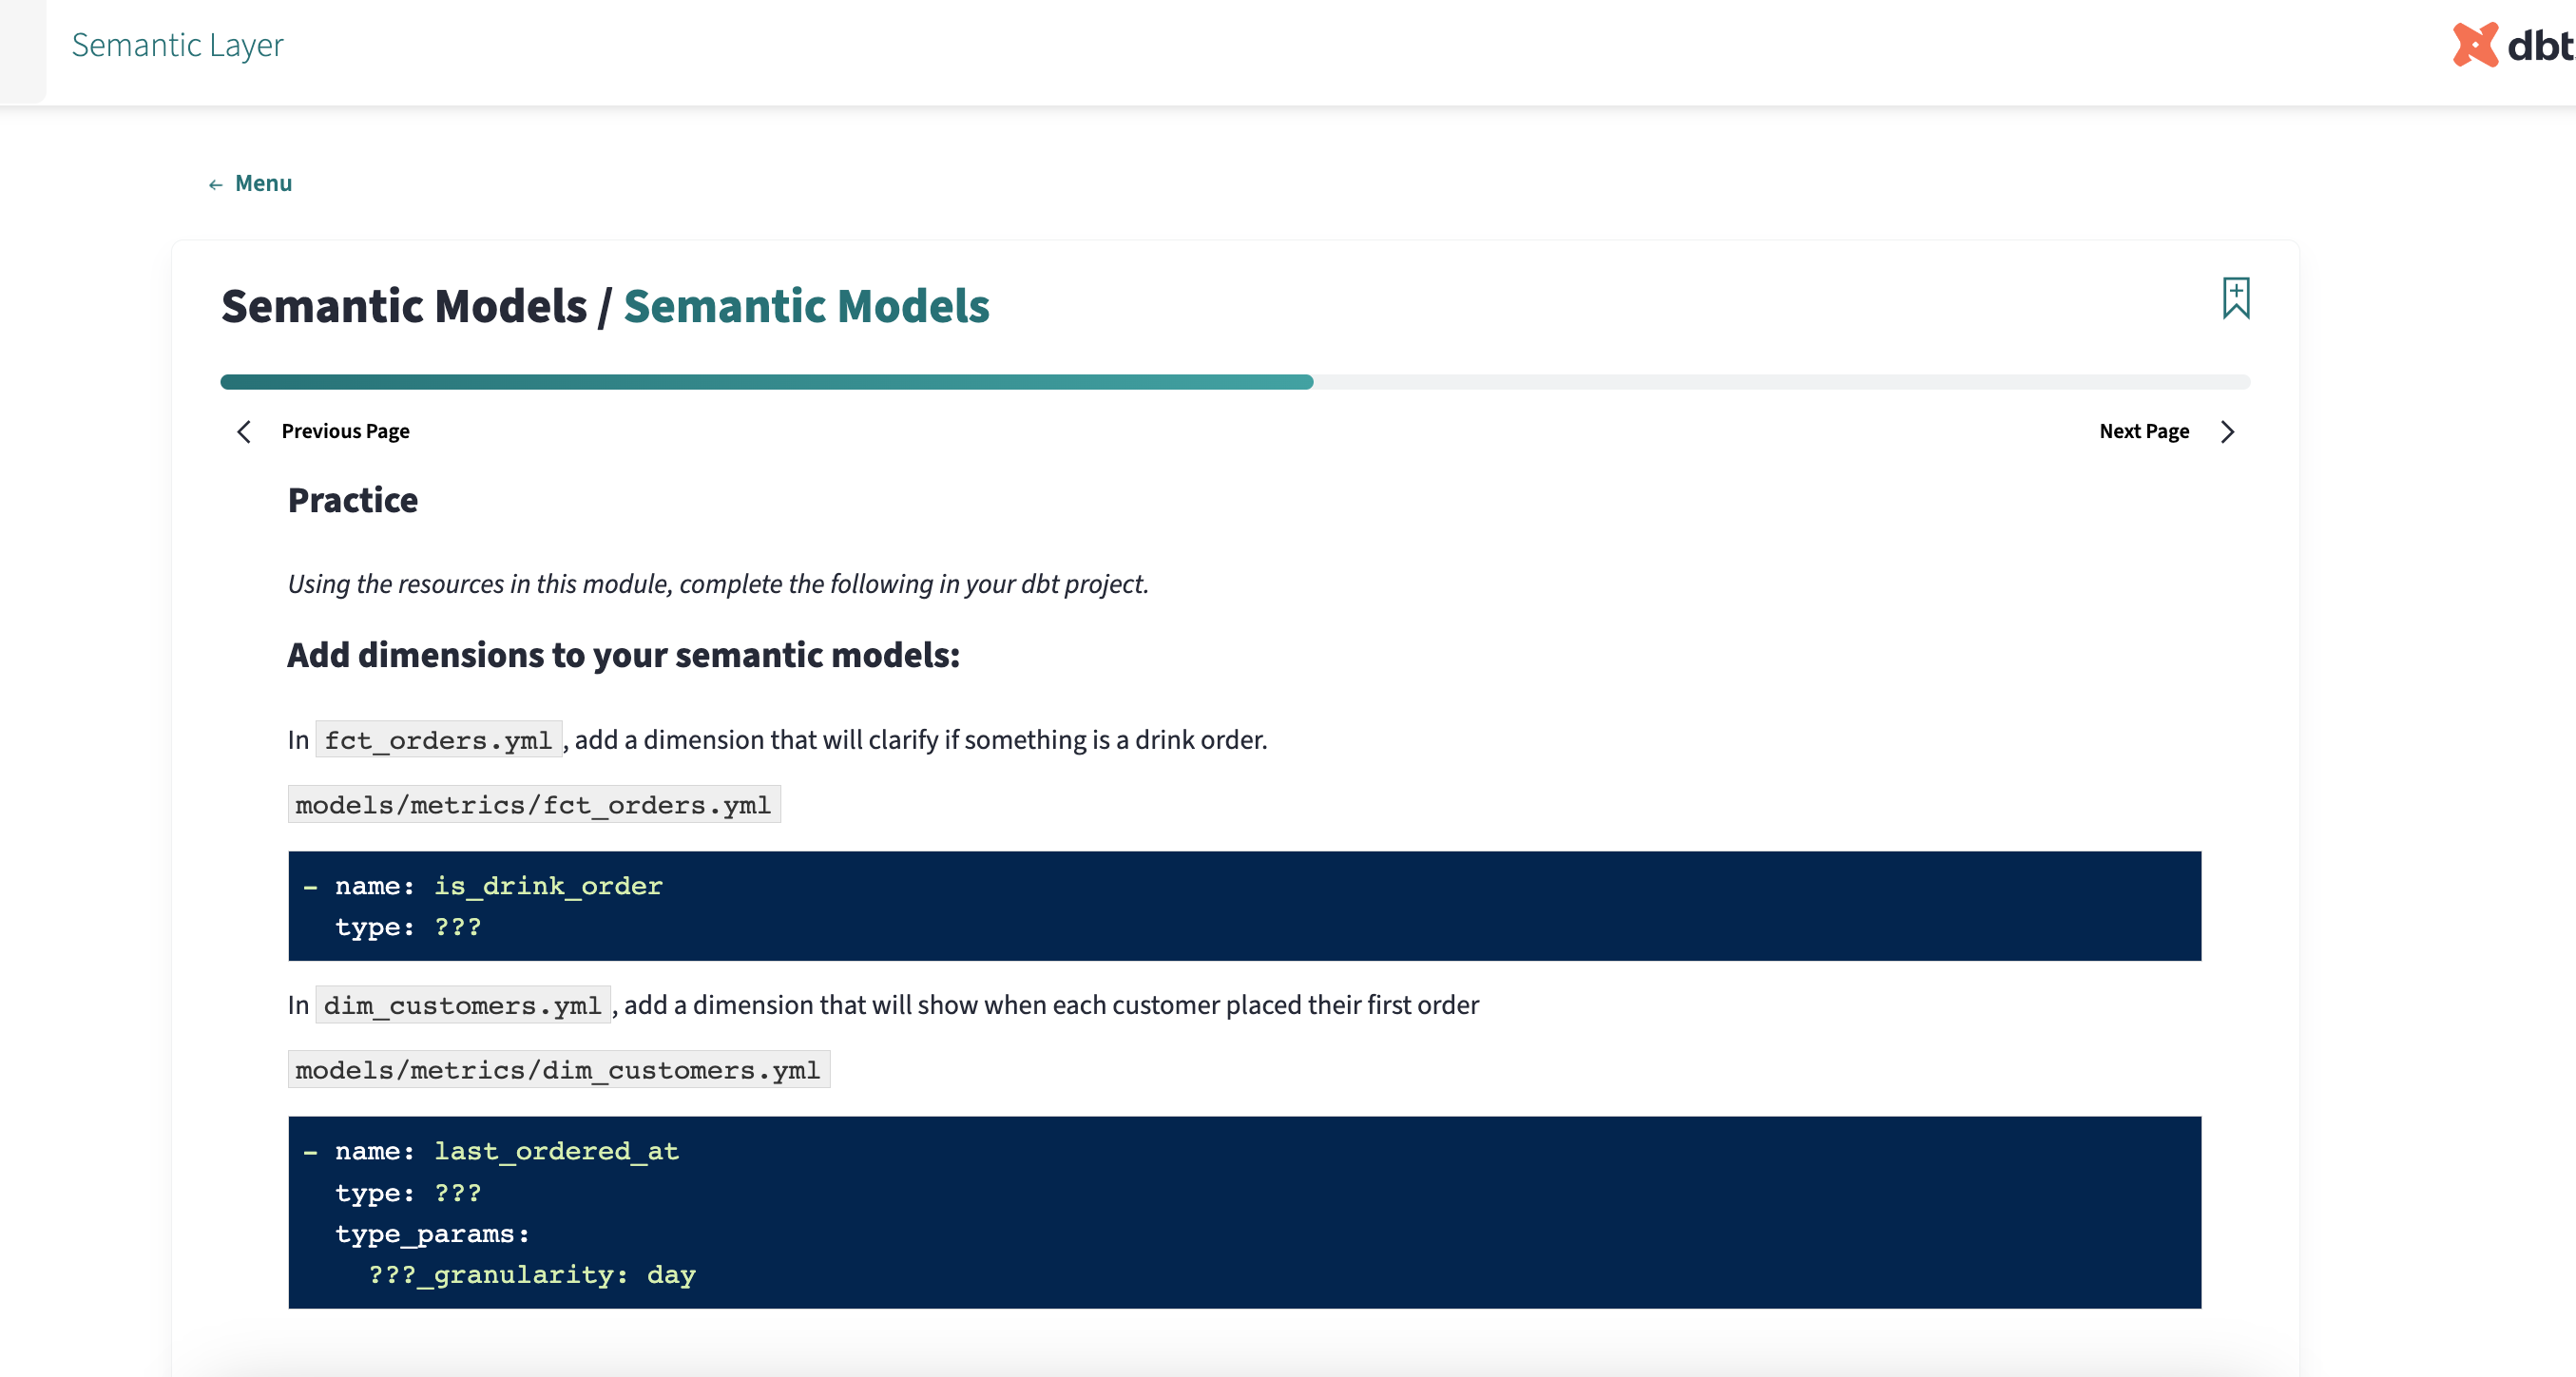 Semantic Layer
dbt
← Menu
Semantic Models / Semantic Models
Previous Page
Next Page
Practice
Using the resources in this module, complete the following in your dbt project.
Add dimensions to your semantic models:
In fct_orders.yml, add a dimension that will clarify if something is a drink order.
models/metrics/fct_orders.yml
- name: is_drink_order
type: ???
In dim_customers.yml, add a dimension that will show when each customer placed their first order
models/metrics/dim_customers.yml
- name: last_ordered_at
type: ???
type_params:
???_granularity: day